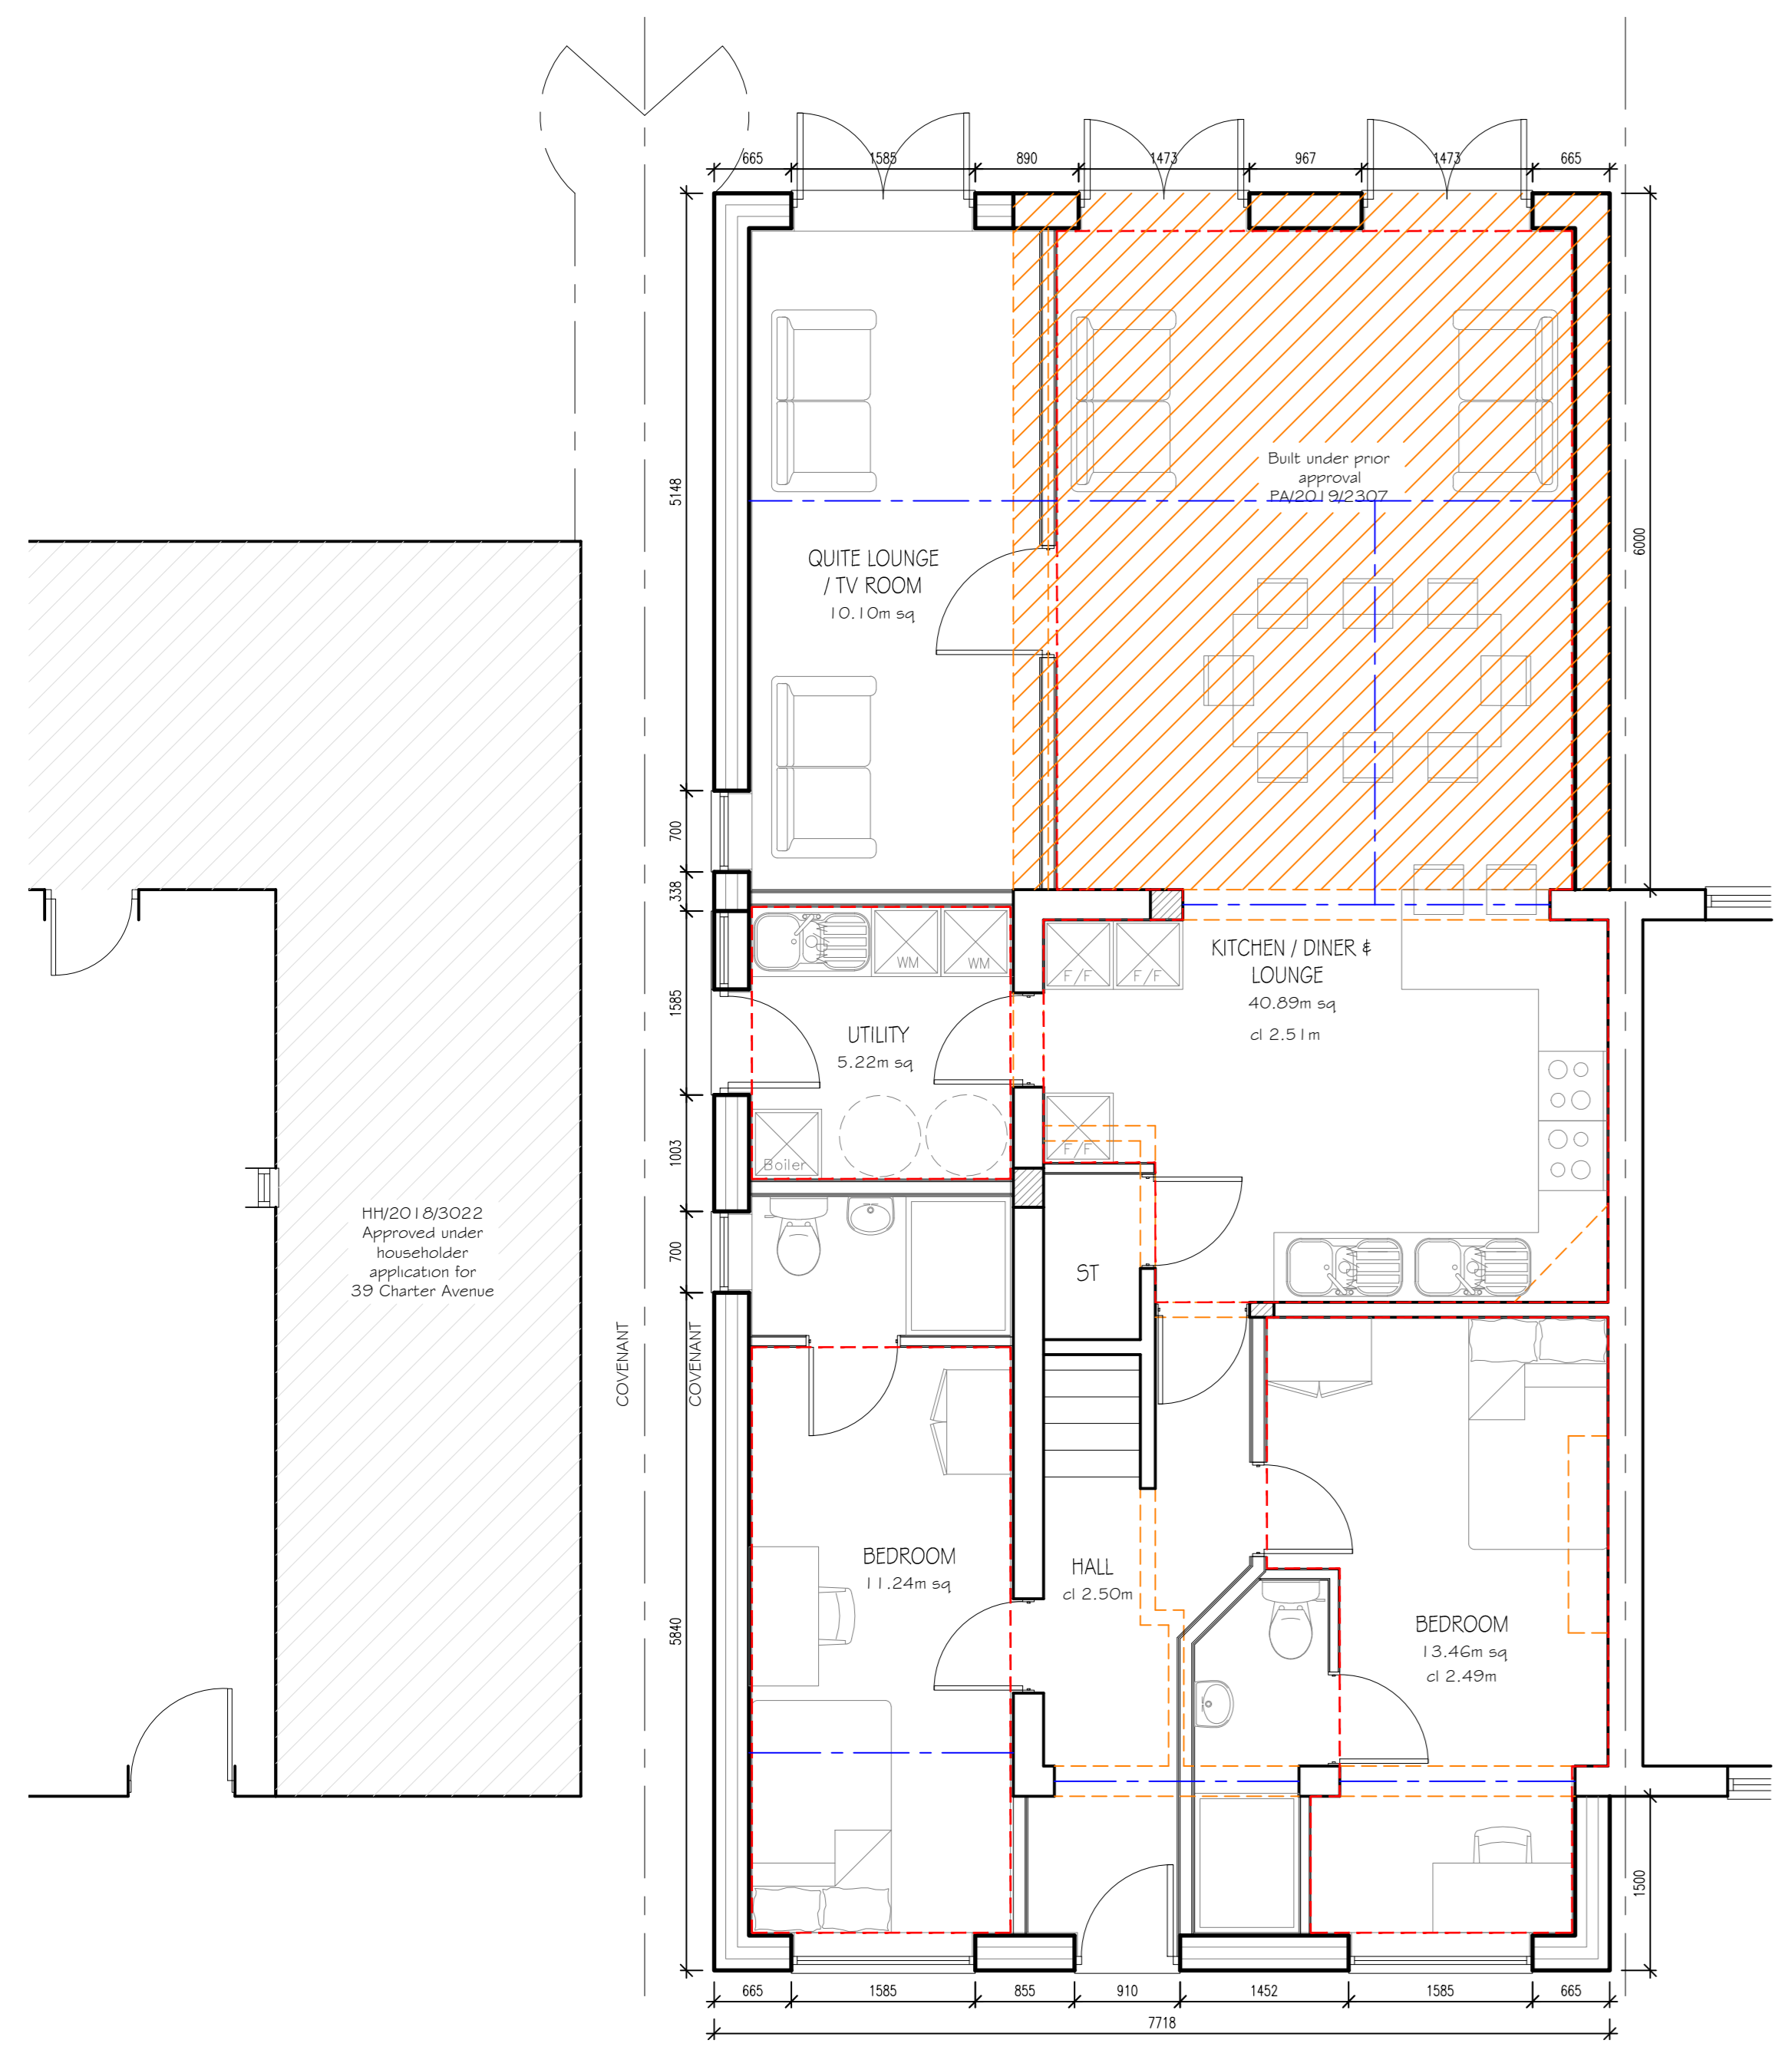 665
1585
890
1473
967
1473
665
Built under prior
approval
PA/2019/2307
5148
6000
QUITE LOUNGE
/ TV ROOM
10.10m sq
700
338
1585
WM
WM
F/F
F/F
KITCHEN / DINER &
LOUNGE
40.89m sq
cl 2.51m
UTILITY
5.22m sq
1003
Boiler
F/F
HH/2018/3022
Approved under
householder
application for
39 Charter Avenue
700
ST
COVENANT
COVENANT
BEDROOM
11.24m sq
HALL
cl 2.50m
5840
BEDROOM
13.46m sq
cl 2.49m
1500
665
1585
855
910
1452
1585
665
7718